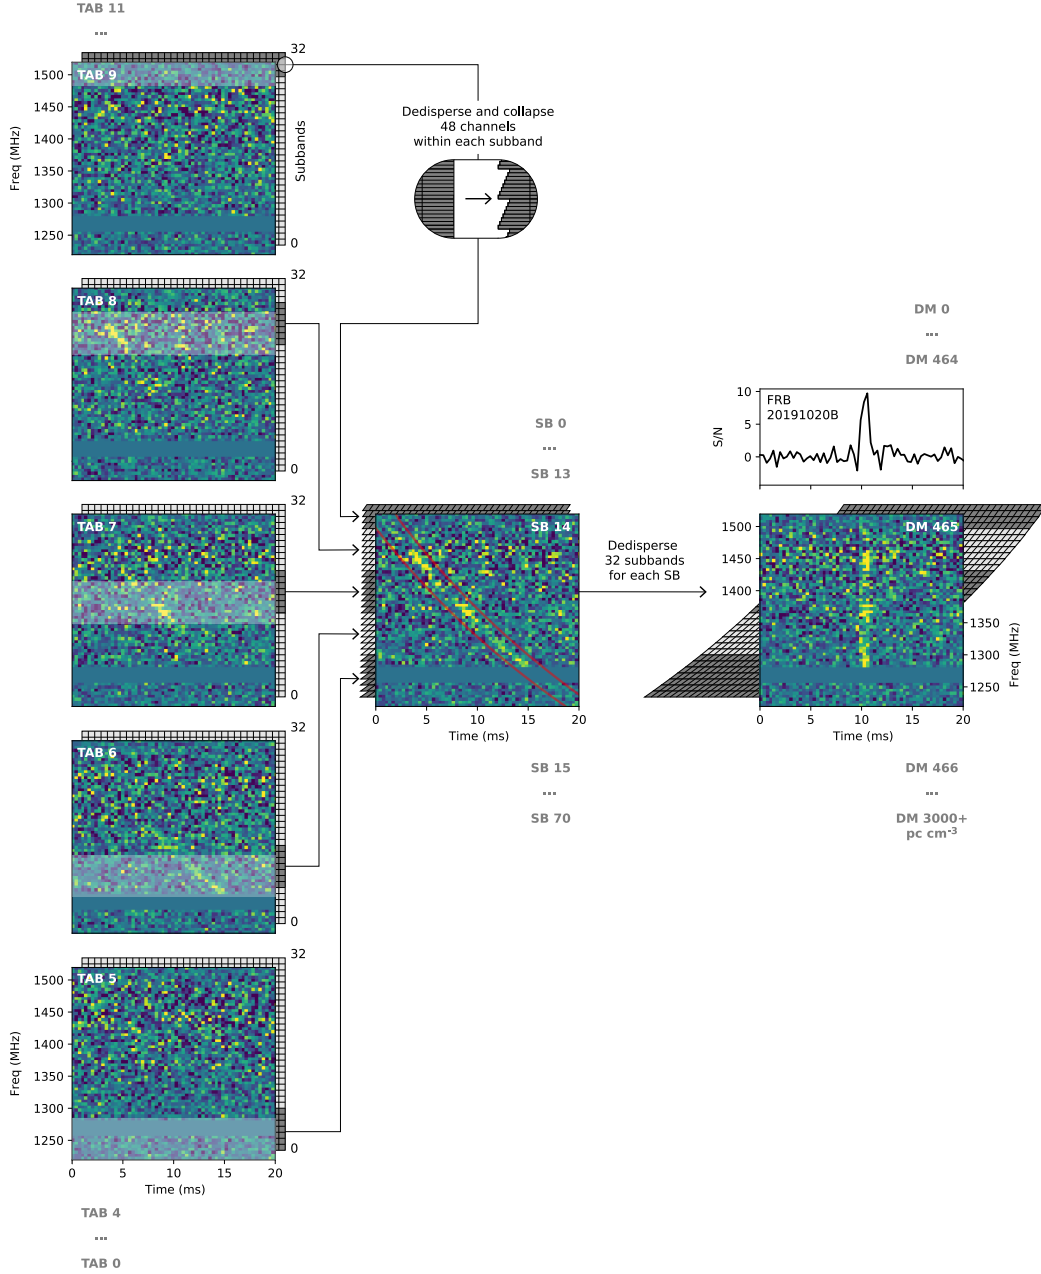 TAB 11
...
TAB 9
32
Subbands
0
1500
1450
1400
1350
1300
1250
Freq (MHz)
Dedisperse and collapse
48 channels
within each subband
TAB 8
32
0
TAB 7
32
0
TAB 6
32
0
TAB 5
32
0
1500
1450
1400
1350
1300
1250
Freq (MHz)
0
5
10
15
20
Time (ms)
TAB 4
...
TAB 0
SB 0
...
SB 13
SB 14
0
5
10
15
20
Time (ms)
SB 15
...
SB 70
Dedisperse
32 subbands
for each SB
DM 0
...
DM 464
10
5
0
S/N
FRB
20191020B
DM 465
1500
1450
1400
1350
1300
1250
Freq (MHz)
0
5
10
15
20
Time (ms)
DM 466
...
DM 3000+
pc cm⁻³